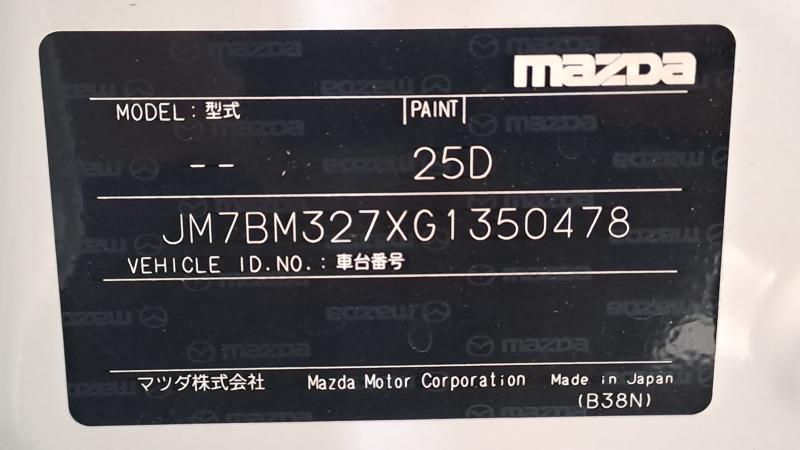 mazda
MODEL：型式 PAINT
-- 25D
JM7BM327XG1350478
VEHICLE ID.NO.：車台番号
マツダ株式会社 Mazda Motor Corporation Made in Japan
(B38N)